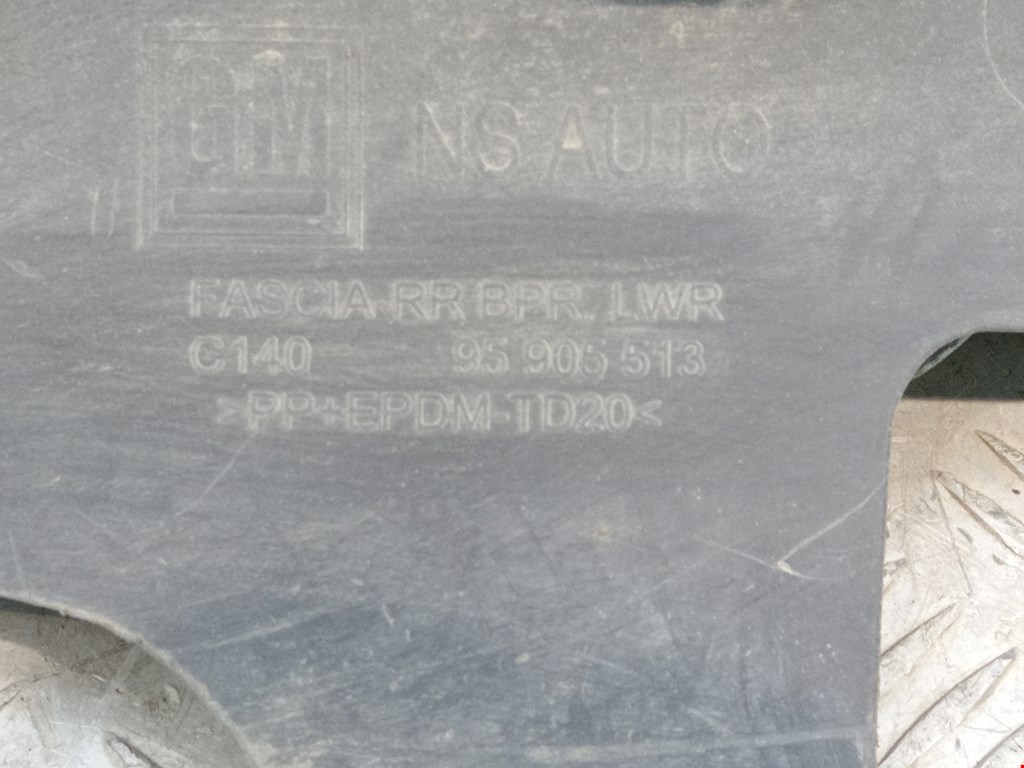 GM NS AUTO
FASCIA-RR BPR. LWR
C140 95 905 513
>PP+EPDM-TD20<